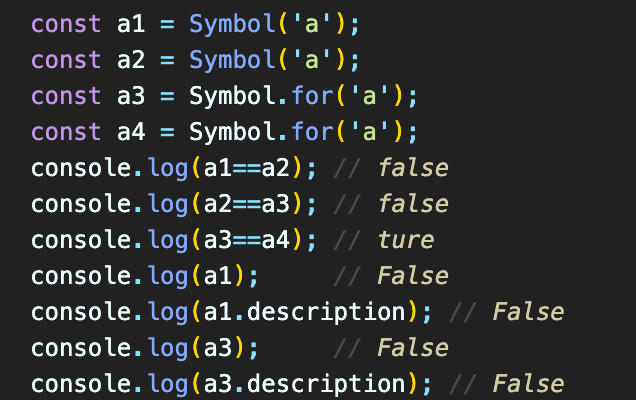 const a1 = Symbol('a');
const a2 = Symbol('a');
const a3 = Symbol.for('a');
const a4 = Symbol.for('a');
console.log(a1==a2); // false
console.log(a2==a3); // false
console.log(a3==a4); // ture
console.log(a1);     // False
console.log(a1.description); // False
console.log(a3);     // False
console.log(a3.description); // False